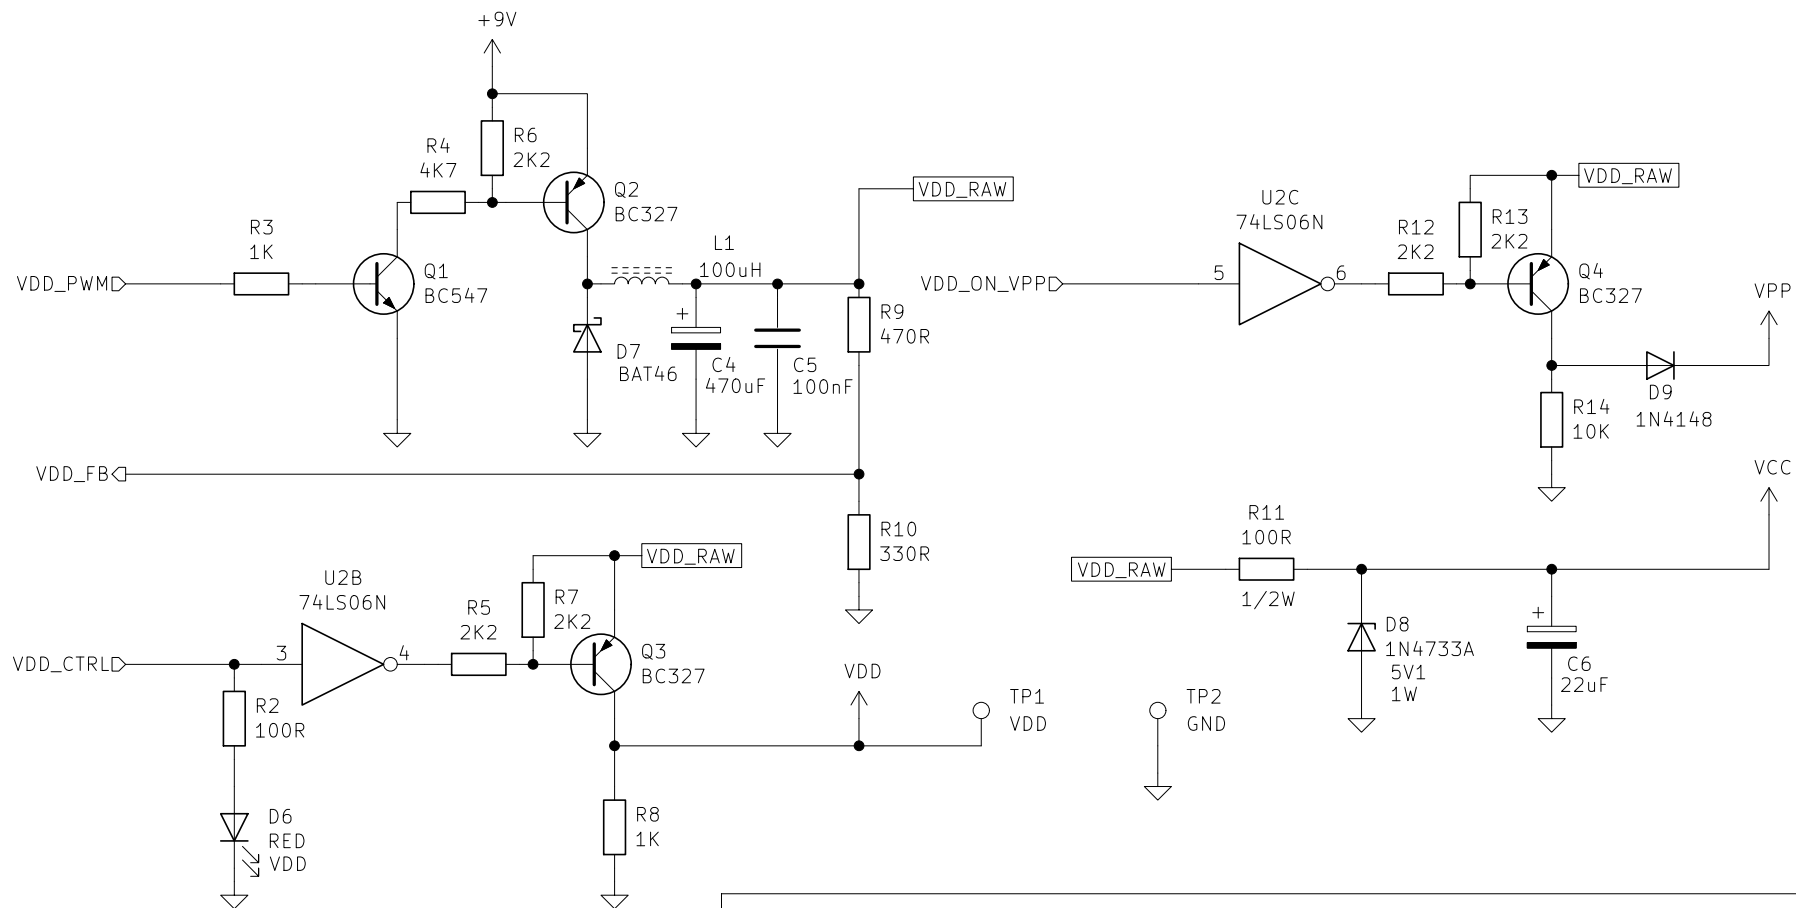 +9V
R6
2K2
R4
4K7
Q2
BC327
VDD_RAW
R3
1K
VDD_PWM
Q1
BC547
L1
100uH
D7
BAT46
+
C4
470uF
C5
100nF
R9
470R
VDD_FB
R10
330R
U2C
74LS06N
VDD_ON_VPP
5
6
R12
2K2
R13
2K2
VDD_RAW
Q4
BC327
VPP
D9
1N4148
R14
10K
VCC
R11
100R
VDD_RAW
1/2W
D8
1N4733A
5V1
1W
+
C6
22uF
U2B
74LS06N
VDD_CTRL
3
4
R5
2K2
R7
2K2
VDD_RAW
Q3
BC327
R2
100R
VDD
TP1
VDD
TP2
GND
D6
RED
VDD
R8
1K